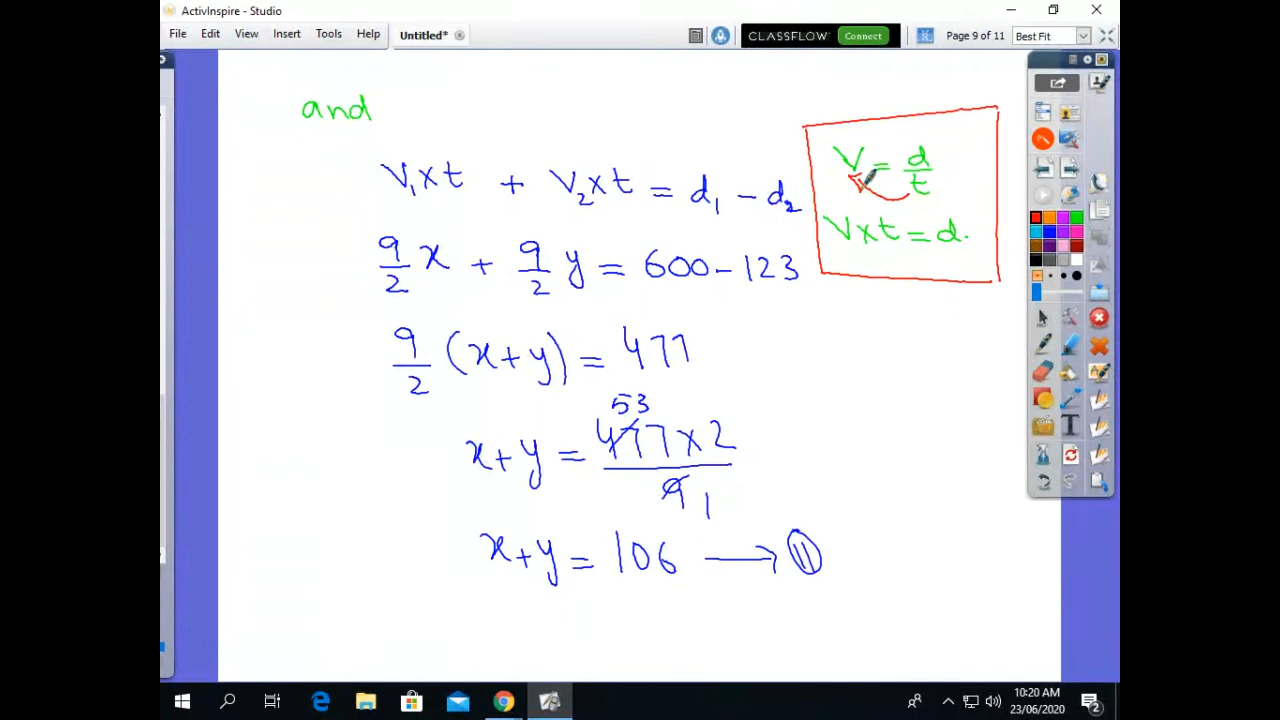 ActivInspire - Studio
File Edit View Insert Tools Help Untitled* CLASSFLOW Connect Page 9 of 11 Best Fit
and
V₁xt + V₂xt = d₁ - d₂
9/2 x + 9/2 y = 600 - 123
9/2 (x+y) = 477
53
x+y = 477x2 / 9 1
x+y = 106 → 11
V = d/t
Vxt = d.
T
10:20 AM
23/06/2020
2